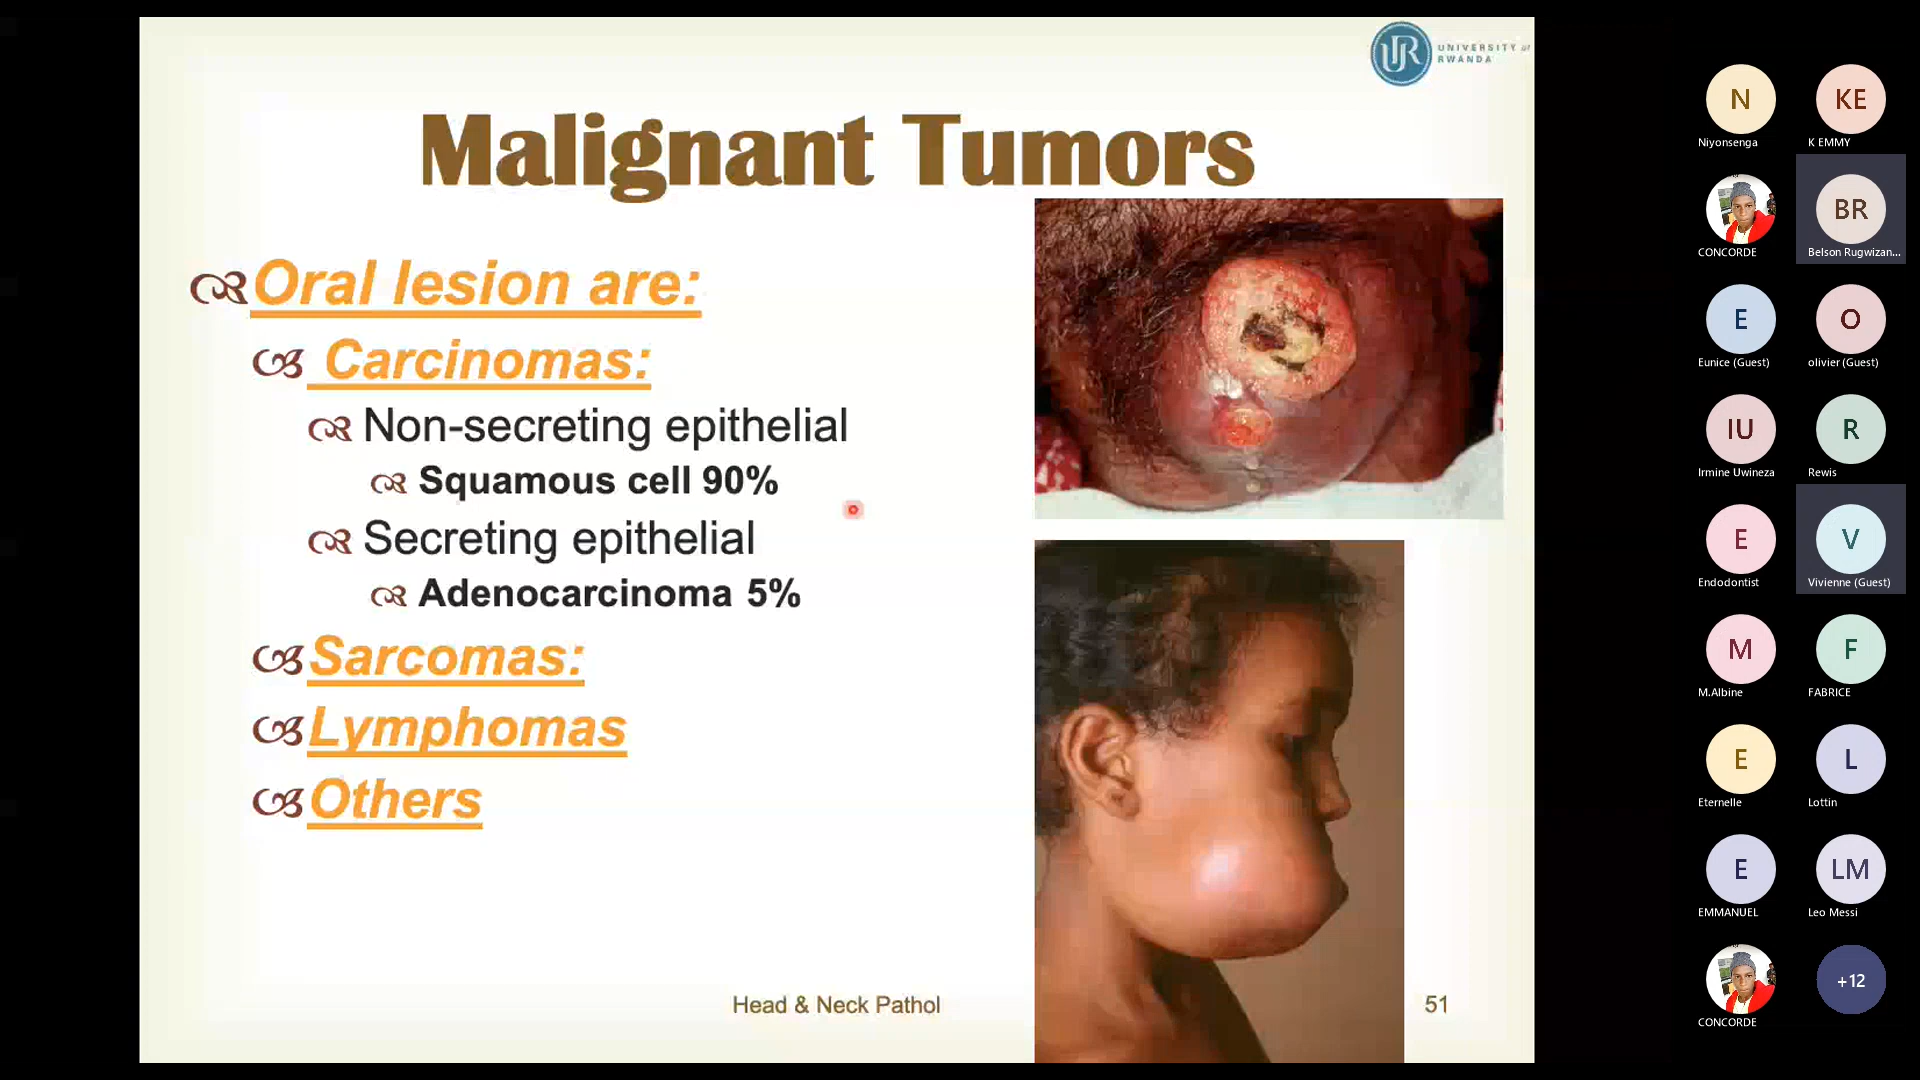 UNIVERSITY of
RWANDA
Malignant Tumors
Oral lesion are:
Carcinomas:
Non-secreting epithelial
Squamous cell 90%
Secreting epithelial
Adenocarcinoma 5%
Sarcomas:
Lymphomas
Others
Head & Neck Pathol
51
N
KE
Niyonsenga
K EMMY
BR
CONCORDE
Belson Rugwizan...
E
O
Eunice (Guest)
olivier (Guest)
IU
R
Irmine Uwineza
Rewis
E
V
Endodontist
Vivienne (Guest)
M
F
M.Albine
FABRICE
E
L
Eternelle
Lottin
E
LM
EMMANUEL
Leo Messi
+12
CONCORDE